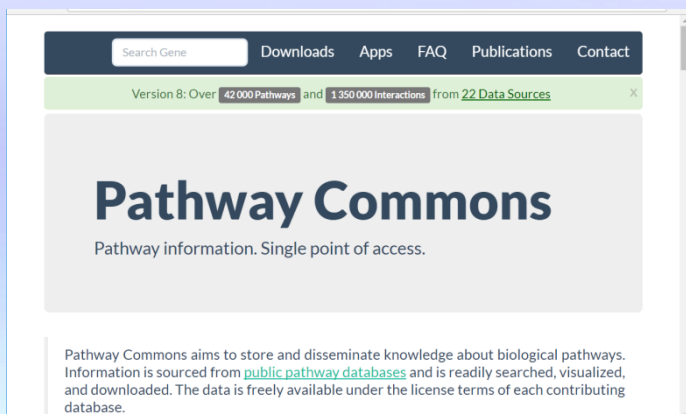 Search Gene Downloads Apps FAQ Publications Contact
Version 8: Over 42 000 Pathways and 1 350 000 Interactions from 22 Data Sources x
Pathway Commons
Pathway information. Single point of access.
Pathway Commons aims to store and disseminate knowledge about biological pathways.
Information is sourced from public pathway databases and is readily searched, visualized,
and downloaded. The data is freely available under the license terms of each contributing
database.